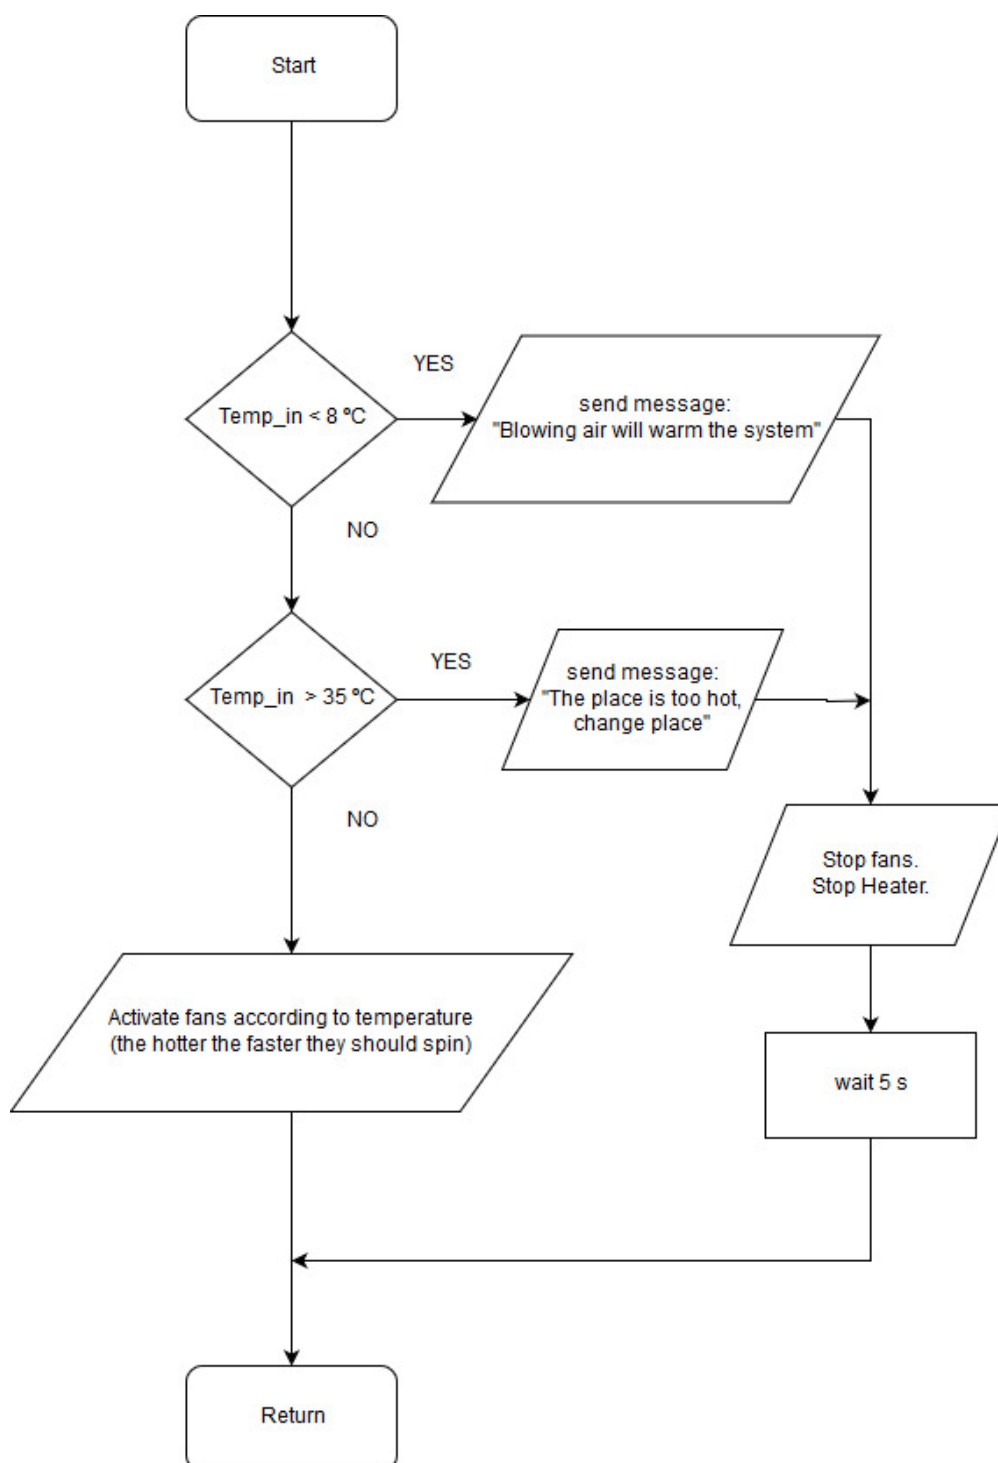 Start
Temp_in < 8 ºC
YES
send message:
"Blowing air will warm the system"
NO
Temp_in  > 35 ºC
YES
send message:
"The place is too hot,
change place"
NO
Stop fans.
Stop Heater.
Activate fans according to temperature
(the hotter the faster they should spin)
wait 5 s
Return